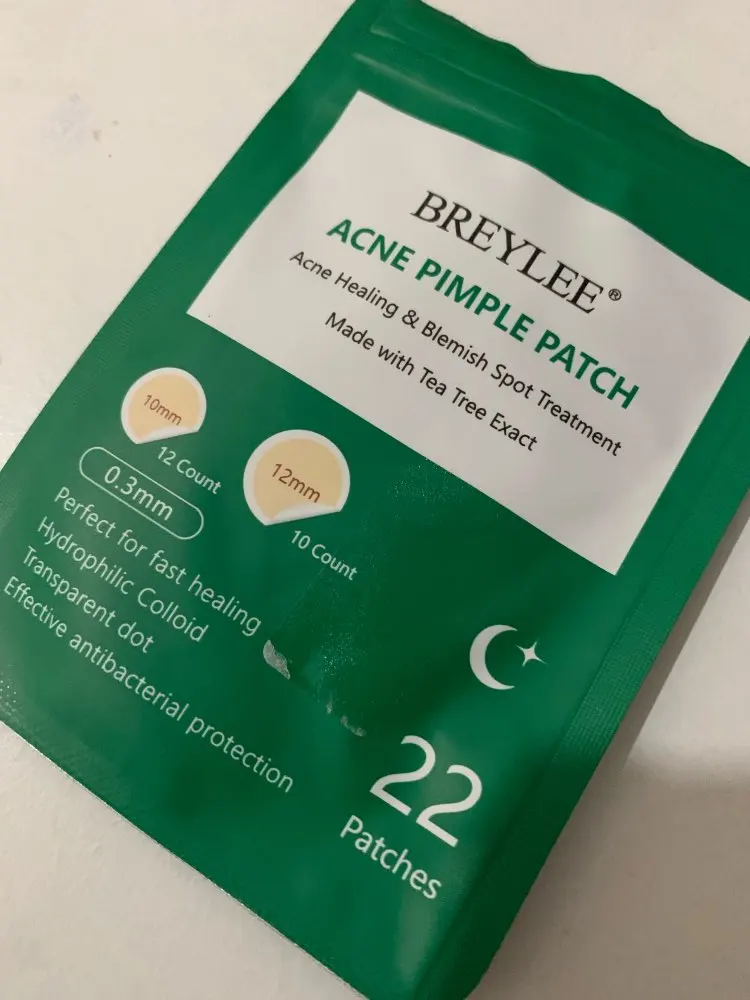 BREYLEE®
ACNE PIMPLE PATCH
Acne Healing & Blemish Spot Treatment
Made with Tea Tree Exact
10mm
12 Count
12mm
10 Count
0.3mm
Perfect for fast healing
Hydrophilic Colloid
Transparent dot
Effective antibacterial protection
22
Patches